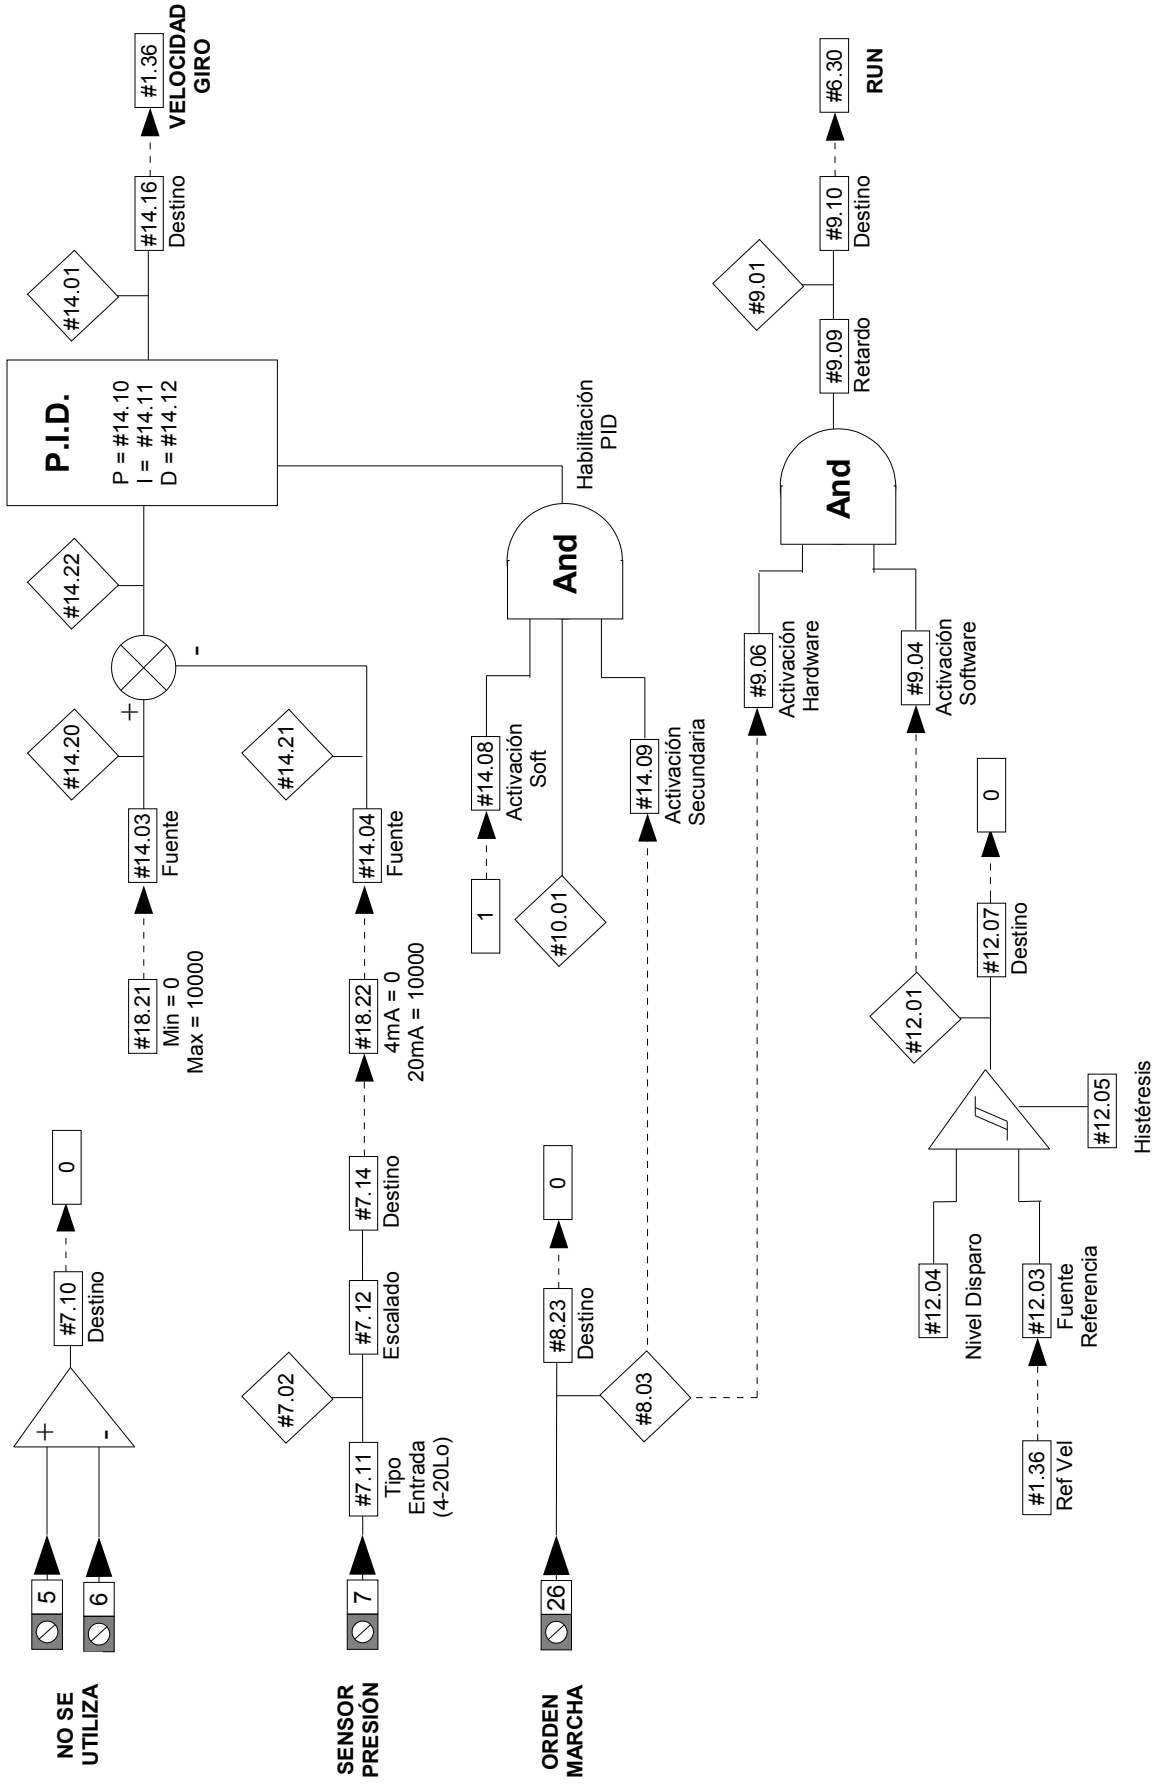 NO SE
UTILIZA
5
6
+
-
#7.10
Destino
0
SENSOR
PRESIÓN
7
#7.11
Tipo
Entrada
(4-20Lo)
#7.02
#7.12
Escalado
#7.14
Destino
#18.22
4mA = 0
20mA = 10000
#14.04
Fuente
#14.21
#18.21
Min = 0
Max = 10000
#14.03
Fuente
#14.20
+
-
#14.22
P.I.D.
P = #14.10
I = #14.11
D = #14.12
#14.01
#14.16
Destino
#1.36
VELOCIDAD
GIRO
ORDEN
MARCHA
26
#8.23
Destino
0
#8.03
1
#14.08
Activación
Soft
#10.01
#14.09
Activación
Secundaria
And
Habilitación
PID
#9.06
Activación
Hardware
#9.04
Activación
Software
And
#9.09
Retardo
#9.01
#9.10
Destino
#6.30
RUN
#1.36
Ref Vel
#12.04
Nivel Disparo
#12.03
Fuente
Referencia
#12.05
Histéresis
#12.01
#12.07
Destino
0